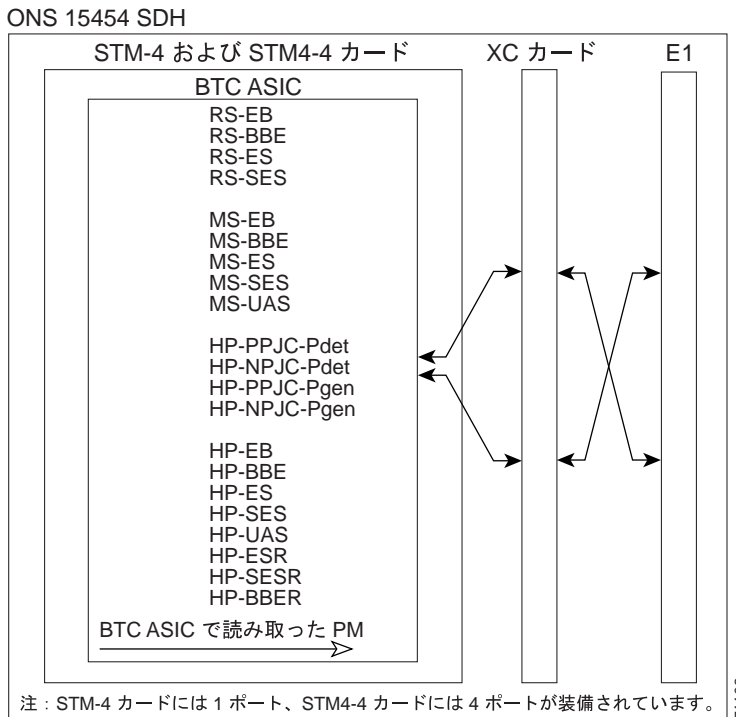 ONS 15454 SDH
STM-4 および STM4-4 カード
XC カード
E1
BTC ASIC
RS-EB
RS-BBE
RS-ES
RS-SES
MS-EB
MS-BBE
MS-ES
MS-SES
MS-UAS
HP-PPJC-Pdet
HP-NPJC-Pdet
HP-PPJC-Pgen
HP-NPJC-Pgen
HP-EB
HP-BBE
HP-ES
HP-SES
HP-UAS
HP-ESR
HP-SESR
HP-BBER
BTC ASIC で読み取った PM
注 : STM-4 カードには 1 ポート、STM4-4 カードには 4 ポートが装備されています。